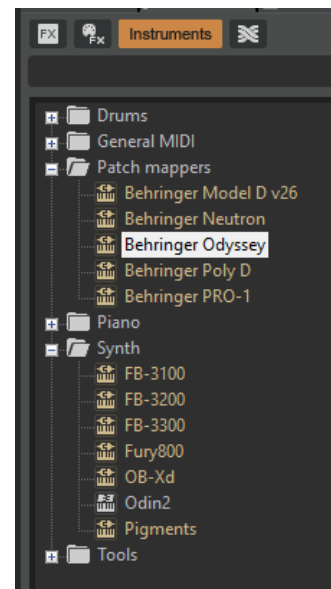 FX
FX
Instruments
Drums
General MIDI
Patch mappers
Behringer Model D v26
Behringer Neutron
Behringer Odyssey
Behringer Poly D
Behringer PRO-1
Piano
Synth
FB-3100
FB-3200
FB-3300
Fury800
OB-Xd
Odin2
Pigments
Tools